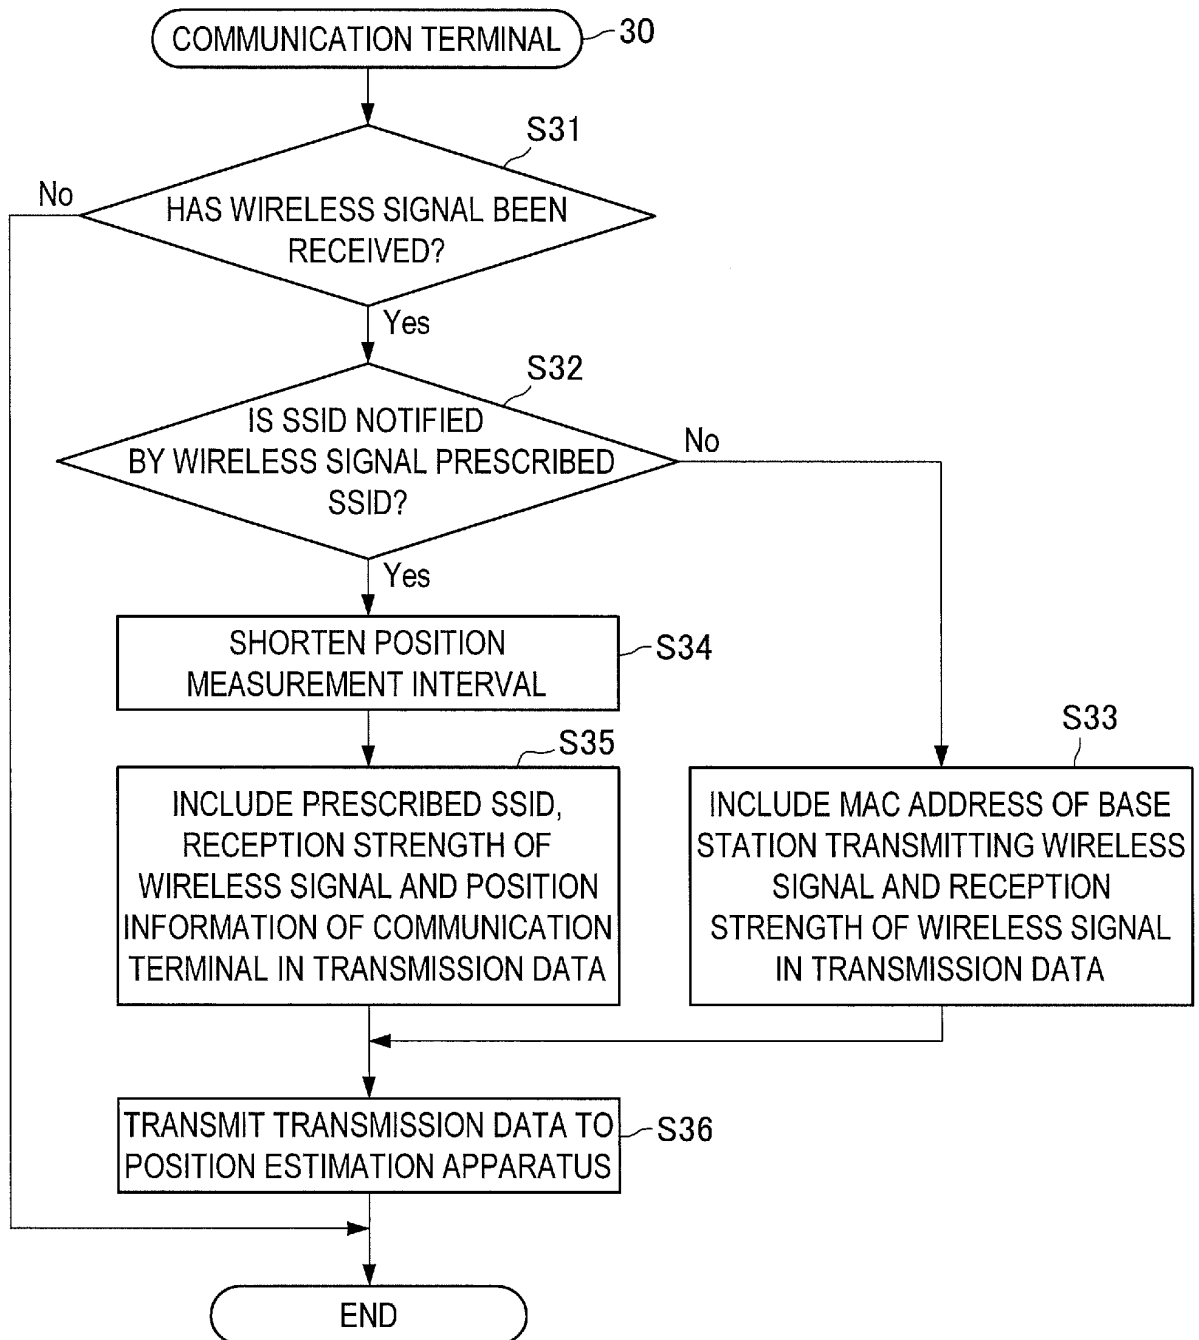 COMMUNICATION TERMINAL
30
S31
No
HAS WIRELESS SIGNAL BEEN
RECEIVED?
Yes
S32
IS SSID NOTIFIED
BY WIRELESS SIGNAL PRESCRIBED
SSID?
No
Yes
SHORTEN POSITION
MEASUREMENT INTERVAL
S34
S35
INCLUDE PRESCRIBED SSID,
RECEPTION STRENGTH OF
WIRELESS SIGNAL AND POSITION
INFORMATION OF COMMUNICATION
TERMINAL IN TRANSMISSION DATA
S33
INCLUDE MAC ADDRESS OF BASE
STATION TRANSMITTING WIRELESS
SIGNAL AND RECEPTION
STRENGTH OF WIRELESS SIGNAL
IN TRANSMISSION DATA
TRANSMIT TRANSMISSION DATA TO
POSITION ESTIMATION APPARATUS
S36
END